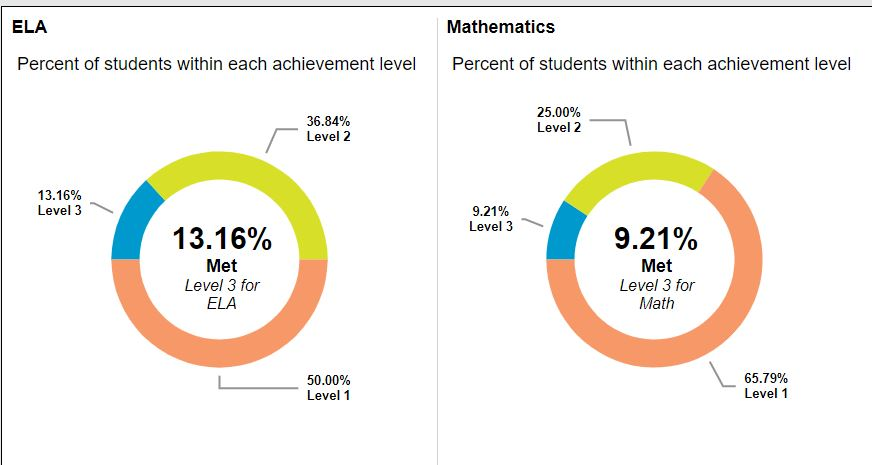 ELA
Percent of students within each achievement level
36.84%
Level 2
13.16%
Level 3
13.16%
Met
Level 3 for
ELA
50.00%
Level 1
Mathematics
Percent of students within each achievement level
25.00%
Level 2
9.21%
Level 3
9.21%
Met
Level 3 for
Math
65.79%
Level 1